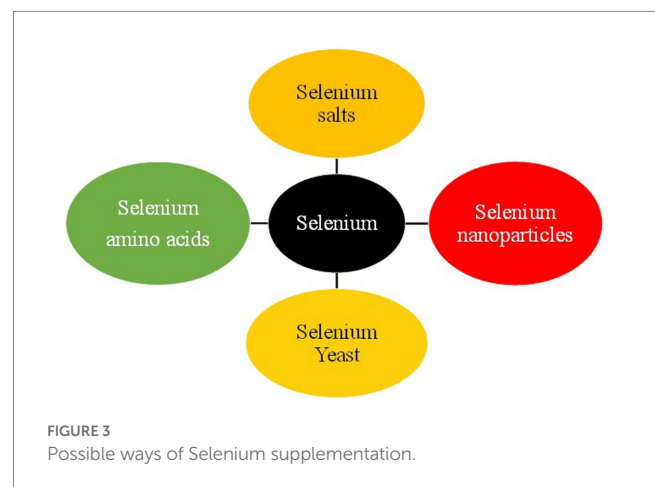 Selenium
salts
Selenium
amino acids
Selenium
Selenium
nanoparticles
Selenium
Yeast
FIGURE 3
Possible ways of Selenium supplementation.